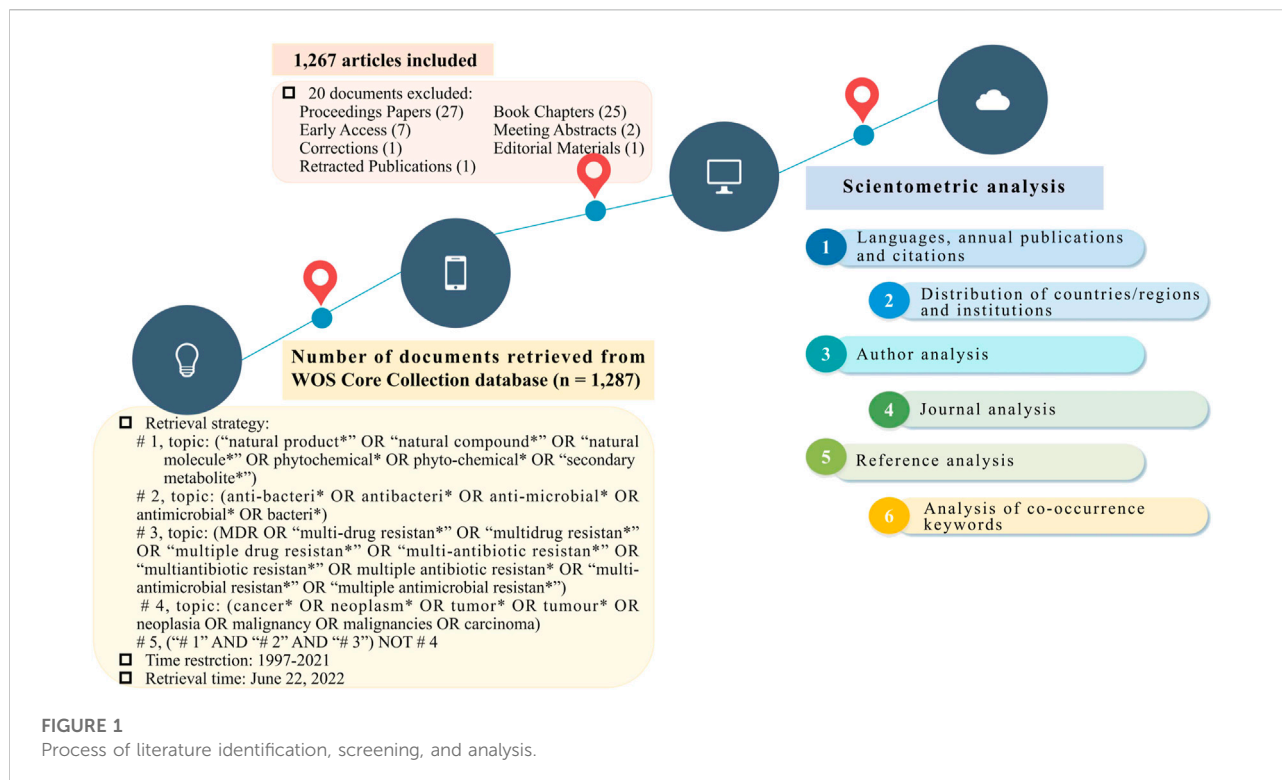 1,267 articles included
20 documents excluded:
Proceedings Papers (27)
Book Chapters (25)
Early Access (7)
Meeting Abstracts (2)
Corrections (1)
Editorial Materials (1)
Retracted Publications (1)
Number of documents retrieved from
WOS Core Collection database (n = 1,287)
Retrieval strategy:
# 1, topic: (“natural product*” OR “natural compound*” OR “natural
molecule*” OR phytochemical* OR phyto-chemical* OR “secondary
metabolite*”)
# 2, topic: (anti-bacteri* OR antibacteri* OR anti-microbial* OR
antimicrobial* OR bacteri*)
# 3, topic: (MDR OR “multi-drug resistan*” OR “multidrug resistan*”
OR “multiple drug resistan*” OR “multi-antibiotic resistan*” OR
“multiantibiotic resistan*” OR multiple antibiotic resistan* OR “multi-
antimicrobial resistan*” OR “multiple antimicrobial resistan*”)
# 4, topic: (cancer* OR neoplasm* OR tumor* OR tumour* OR
neoplasia OR malignancy OR malignancies OR carcinoma)
# 5, (“# 1” AND “# 2” AND “# 3”) NOT # 4
Time restrction: 1997-2021
Retrieval time: June 22, 2022
Scientometric analysis
1
Languages, annual publications
and citations
2
Distribution of countries/regions
and institutions
3
Author analysis
4
Journal analysis
5
Reference analysis
6
Analysis of co-occurrence
keywords
FIGURE 1
Process of literature identification, screening, and analysis.